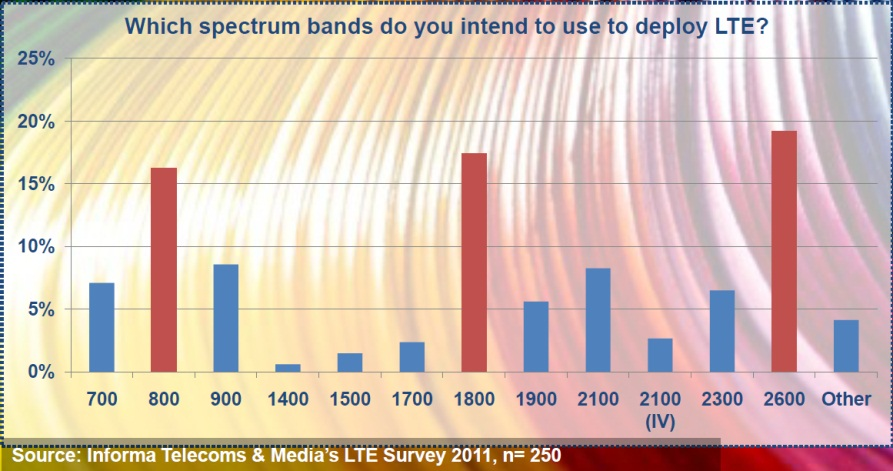 Which spectrum bands do you intend to use to deploy LTE?
25%
20%
15%
10%
5%
0%
700 800 900 1400 1500 1700 1800 1900 2100 2100 2300 2600 Other
(IV)
Source: Informa Telecoms & Media's LTE Survey 2011, n= 250